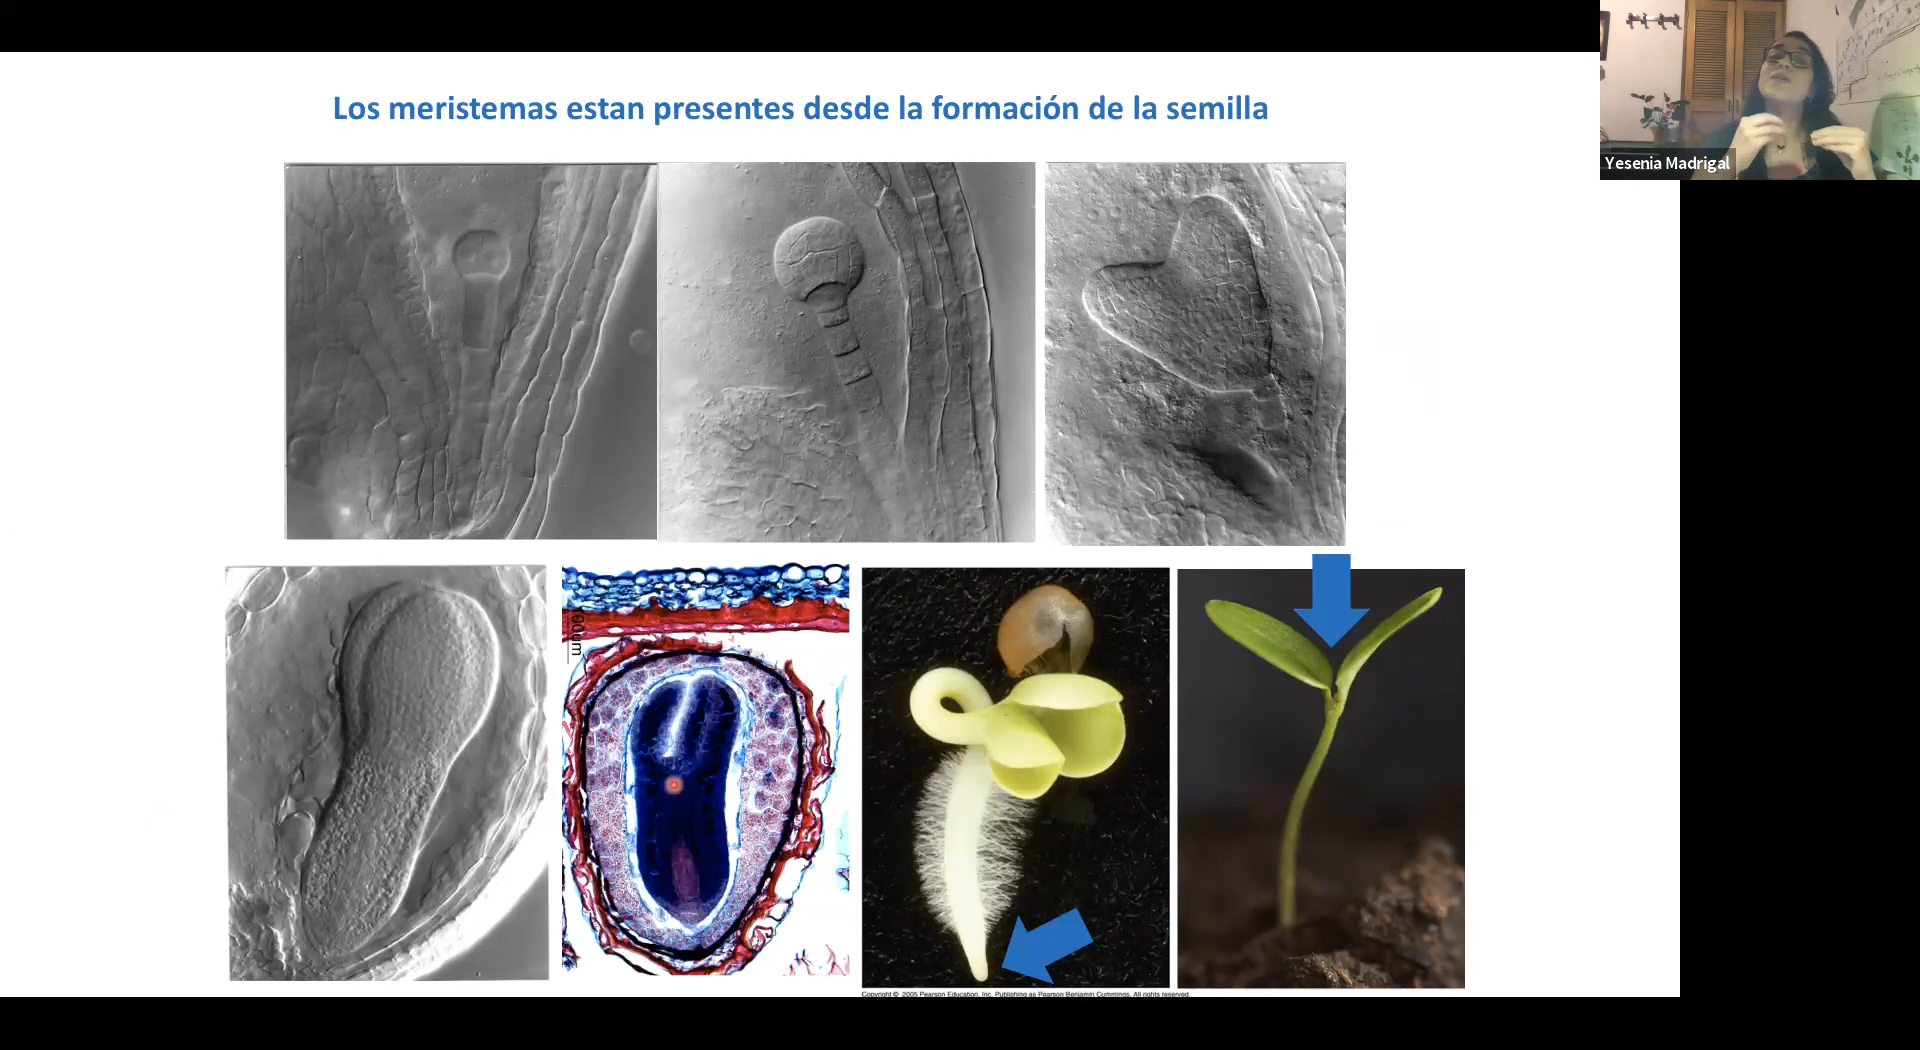 Los meristemas estan presentes desde la formación de la semilla
Yesenia Madrigal
Copyright © 2005 Pearson Education, Inc. Publishing as Pearson Benjamin Cummings. All rights reserved.